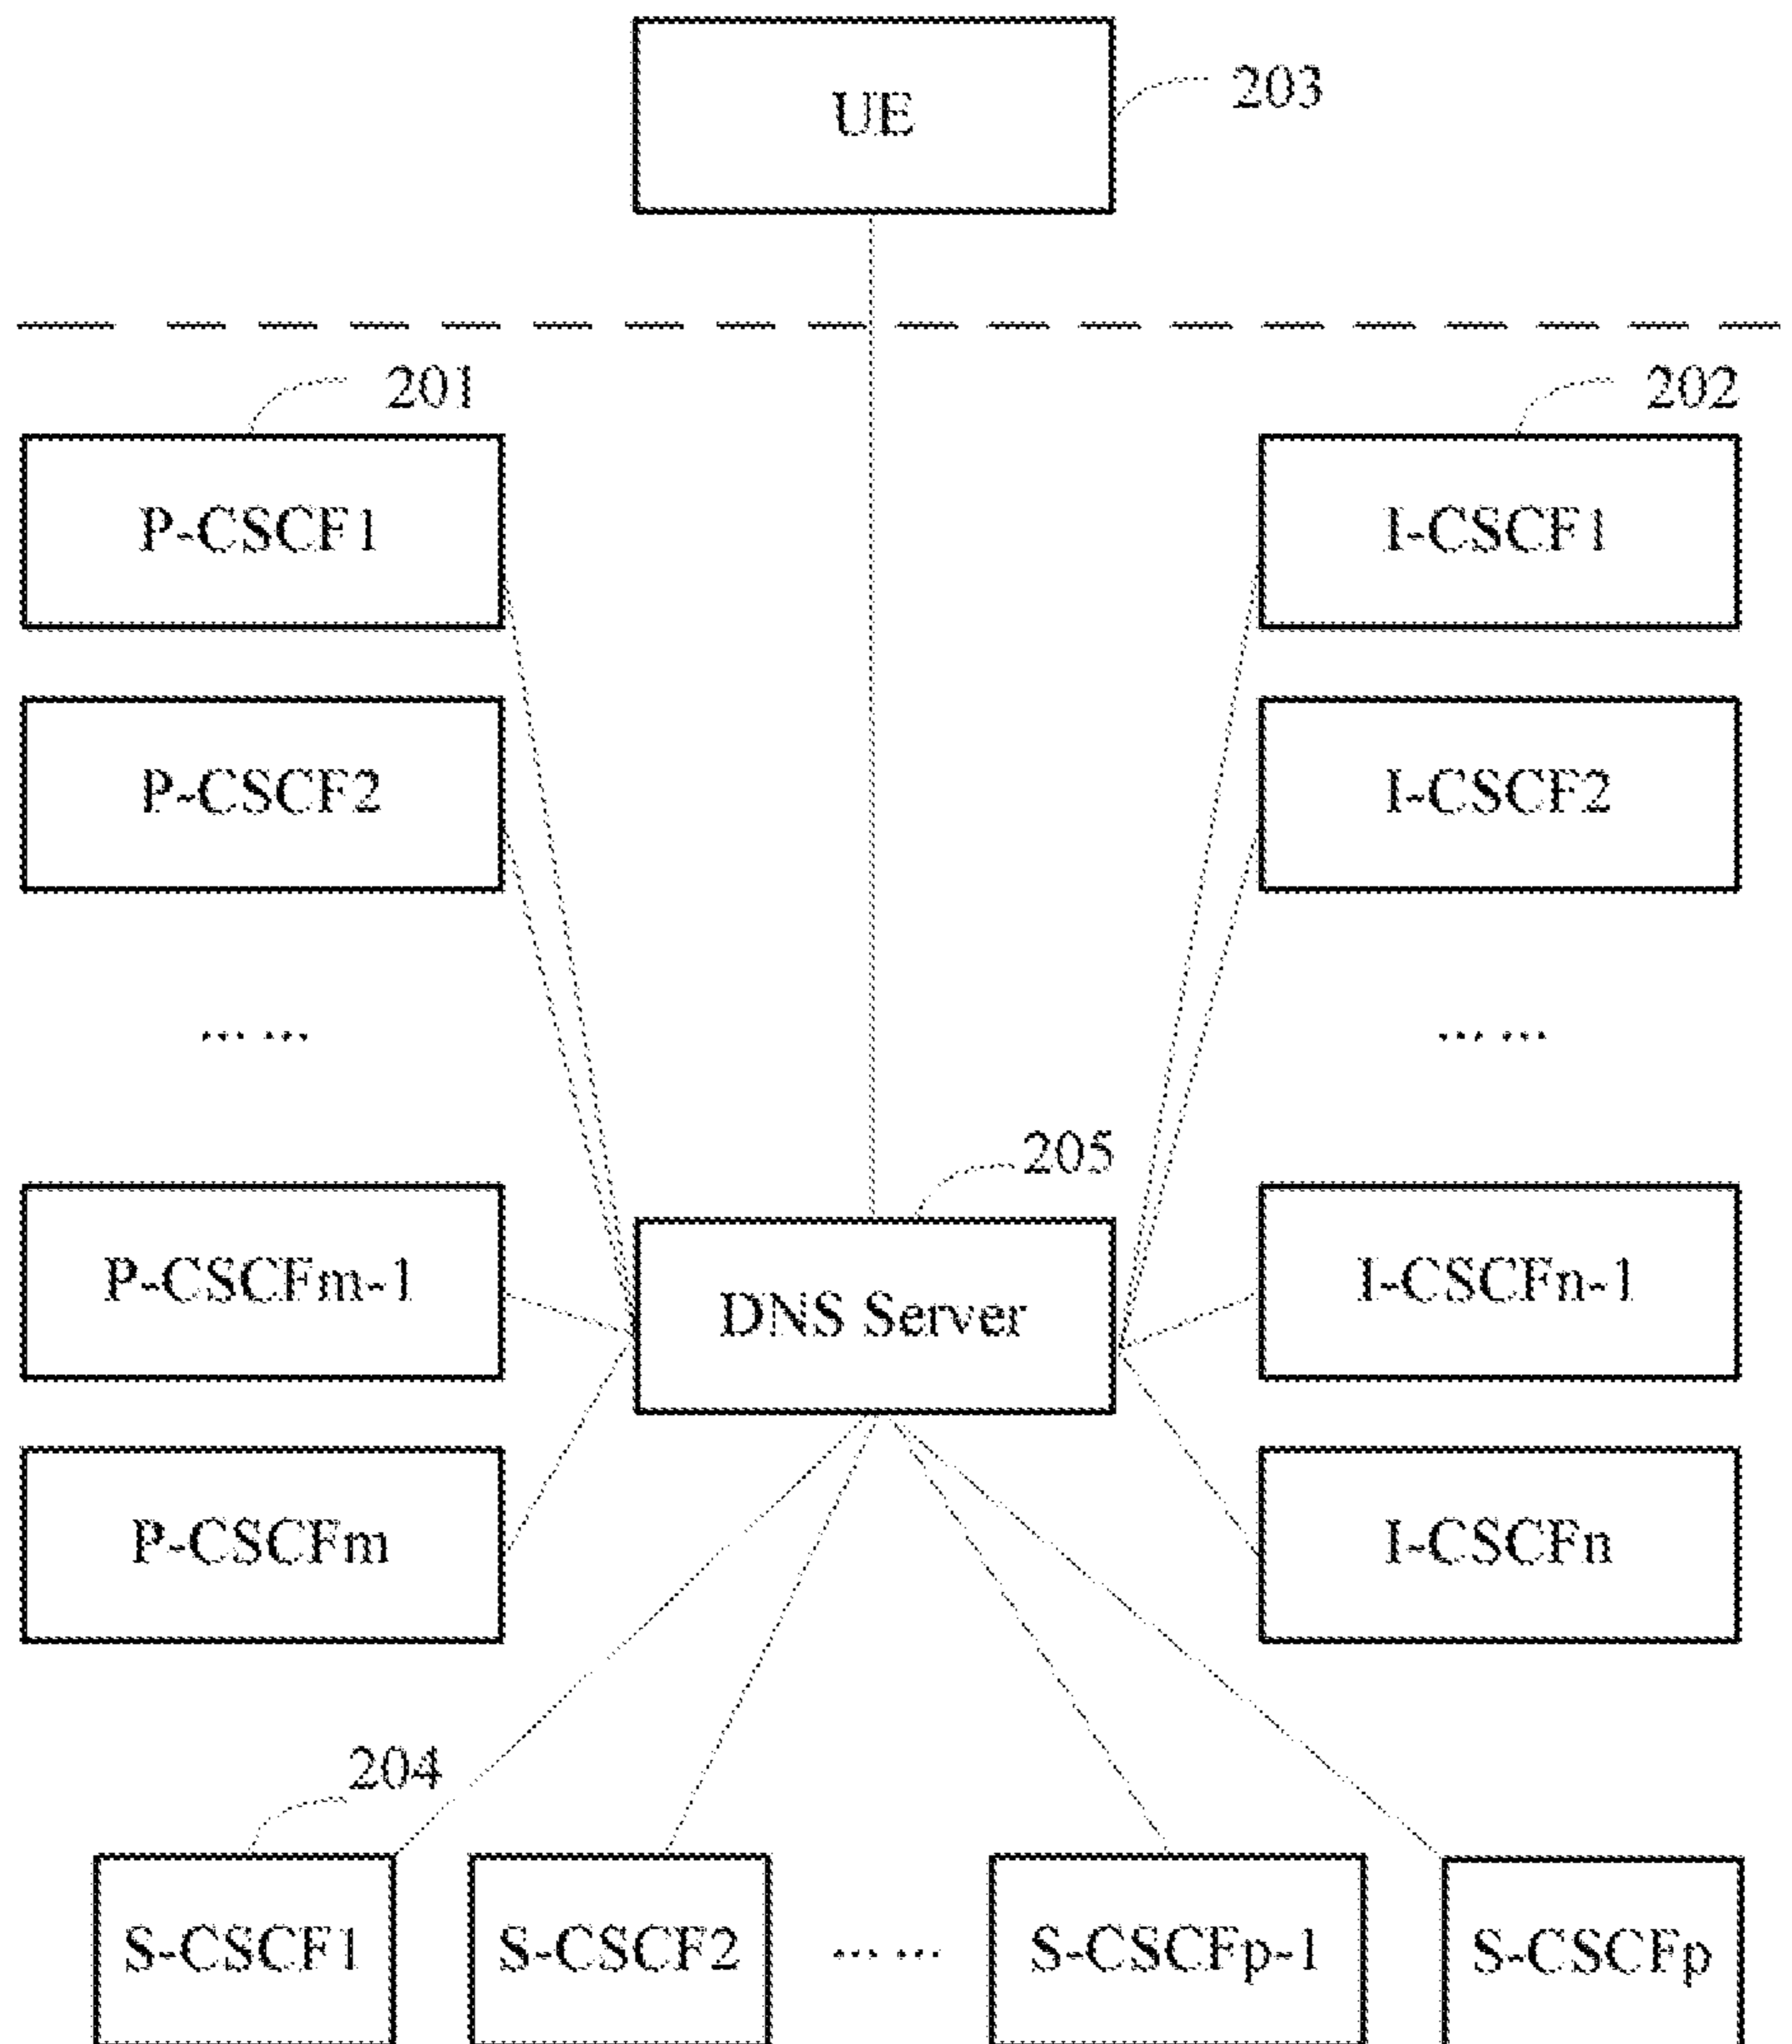 UE
203
201
202
P-CSCF1
I-CSCF1
P-CSCF2
I-CSCF2
... ...
... ...
205
P-CSCFm-1
DNS Server
I-CSCFn-1
P-CSCFm
I-CSCFn
204
S-CSCF1
S-CSCF2
... ...
S-CSCFp-1
S-CSCFp